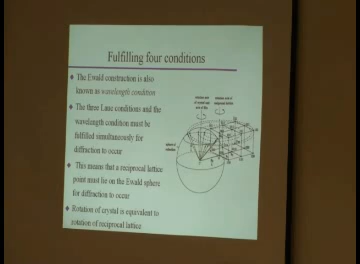 Fulfilling four conditions
The Ewald construction is also
known as wavelength condition
The three Laue conditions and the
wavelength condition must be
fulfilled simultaneously for
diffraction to occur
This means that a reciprocal lattice
point must lie on the Ewald sphere
for diffraction to occur
Rotation of crystal is equivalent to
rotation of reciprocal lattice